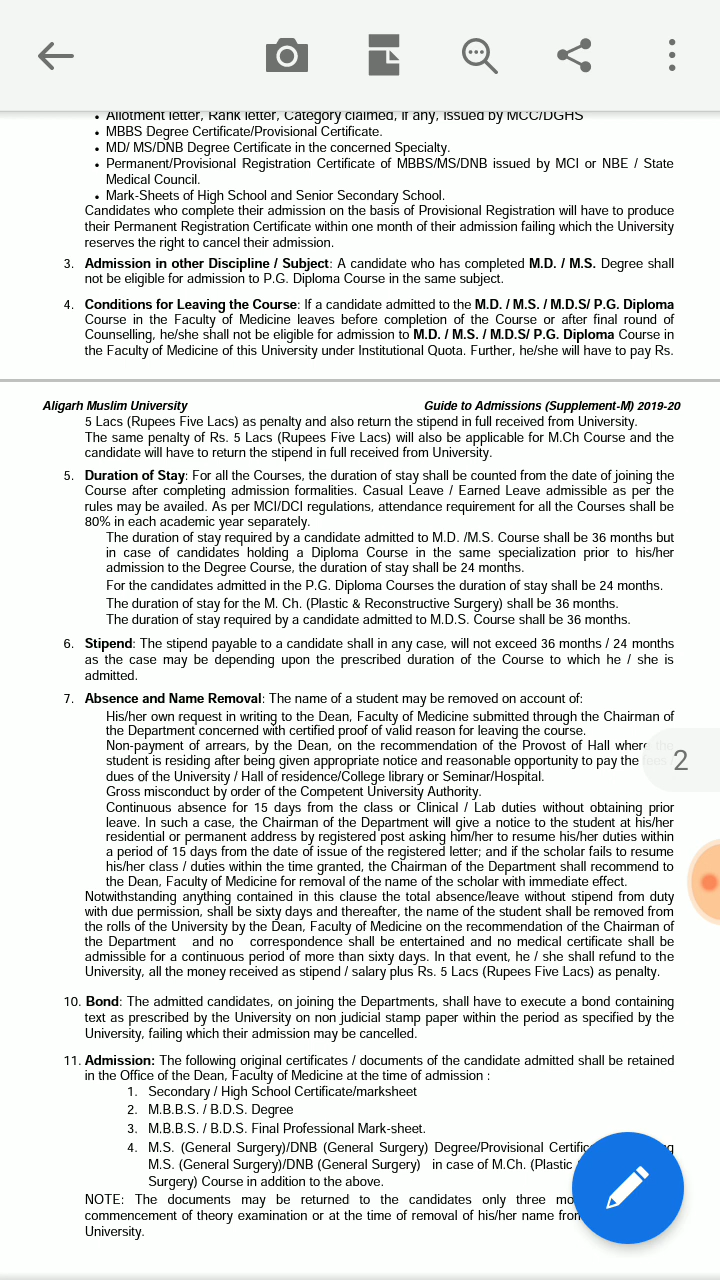 • Allotment letter, Rank letter, Category claimed, if any, issued by MCC/DGHS
• MBBS Degree Certificate/Provisional Certificate.
• MD/ MS/DNB Degree Certificate in the concerned Specialty.
• Permanent/Provisional Registration Certificate of MBBS/MS/DNB issued by MCI or NBE / State
Medical Council.
• Mark-Sheets of High School and Senior Secondary School.
Candidates who complete their admission on the basis of Provisional Registration will have to produce
their Permanent Registration Certificate within one month of their admission failing which the University
reserves the right to cancel their admission.
3. Admission in other Discipline / Subject: A candidate who has completed M.D. / M.S. Degree shall
not be eligible for admission to P.G. Diploma Course in the same subject.
4. Conditions for Leaving the Course: If a candidate admitted to the M.D. / M.S. / M.D.S/ P.G. Diploma
Course in the Faculty of Medicine leaves before completion of the Course or after final round of
Counselling, he/she shall not be eligible for admission to M.D. / M.S. / M.D.S/ P.G. Diploma Course in
the Faculty of Medicine of this University under Institutional Quota. Further, he/she will have to pay Rs.
Aligarh Muslim University Guide to Admissions (Supplement-M) 2019-20
5 Lacs (Rupees Five Lacs) as penalty and also return the stipend in full received from University.
The same penalty of Rs. 5 Lacs (Rupees Five Lacs) will also be applicable for M.Ch Course and the
candidate will have to return the stipend in full received from University.
5. Duration of Stay: For all the Courses, the duration of stay shall be counted from the date of joining the
Course after completing admission formalities. Casual Leave / Earned Leave admissible as per the
rules may be availed. As per MCI/DCI regulations, attendance requirement for all the Courses shall be
80% in each academic year separately.
The duration of stay required by a candidate admitted to M.D. /M.S. Course shall be 36 months but
in case of candidates holding a Diploma Course in the same specialization prior to his/her
admission to the Degree Course, the duration of stay shall be 24 months.
For the candidates admitted in the P.G. Diploma Courses the duration of stay shall be 24 months.
The duration of stay for the M. Ch. (Plastic & Reconstructive Surgery) shall be 36 months.
The duration of stay required by a candidate admitted to M.D.S. Course shall be 36 months.
6. Stipend: The stipend payable to a candidate shall in any case, will not exceed 36 months / 24 months
as the case may be depending upon the prescribed duration of the Course to which he / she is
admitted.
7. Absence and Name Removal: The name of a student may be removed on account of:
His/her own request in writing to the Dean, Faculty of Medicine submitted through the Chairman of
the Department concerned with certified proof of valid reason for leaving the course.
Non-payment of arrears, by the Dean, on the recommendation of the Provost of Hall where the
student is residing after being given appropriate notice and reasonable opportunity to pay the
2
dues of the University / Hall of residence/College library or Seminar/Hospital.
Gross misconduct by order of the Competent University Authority.
Continuous absence for 15 days from the class or Clinical / Lab duties without obtaining prior
leave. In such a case, the Chairman of the Department will give a notice to the student at his/her
residential or permanent address by registered post asking him/her to resume his/her duties within
a period of 15 days from the date of issue of the registered letter; and if the scholar fails to resume
his/her class / duties within the time granted, the Chairman of the Department shall recommend to
the Dean, Faculty of Medicine for removal of the name of the scholar with immediate effect.
Notwithstanding anything contained in this clause the total absence/leave without stipend from duty
with due permission, shall be sixty days and thereafter, the name of the student shall be removed from
the rolls of the University by the Dean, Faculty of Medicine on the recommendation of the Chairman of
the Department and no correspondence shall be entertained and no medical certificate shall be
admissible for a continuous period of more than sixty days. In that event, he / she shall refund to the
University, all the money received as stipend / salary plus Rs. 5 Lacs (Rupees Five Lacs) as penalty.
10. Bond: The admitted candidates, on joining the Departments, shall have to execute a bond containing
text as prescribed by the University on non judicial stamp paper within the period as specified by the
University, failing which their admission may be cancelled.
11. Admission: The following original certificates / documents of the candidate admitted shall be retained
in the Office of the Dean, Faculty of Medicine at the time of admission :
1. Secondary / High School Certificate/marksheet
2. M.B.B.S. / B.D.S. Degree
3. M.B.B.S. / B.D.S. Final Professional Mark-sheet.
4. M.S. (General Surgery)/DNB (General Surgery) Degree/Provisional
M.S. (General Surgery)/DNB (General Surgery) in case of M.Ch. (Plastic
Surgery) Course in addition to the above.
NOTE: The documents may be returned to the candidates only three
commencement of theory examination or at the time of removal of his/her name
University.